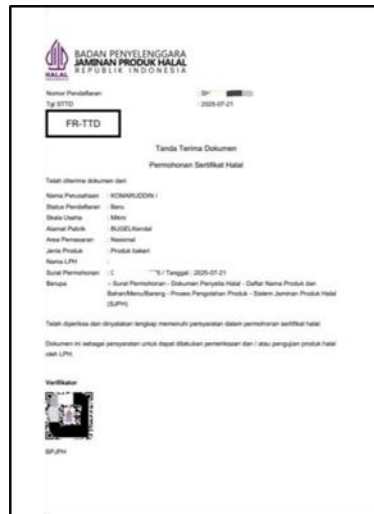 BADAN PENYELENGGARA
JAMINAN PRODUK HALAL
REPUBLIK INDONESIA
HALAL
INDONESIA
Nomor Pendaftaran :
Tgl STTD : 2025-07-21
FR-TTD
Tanda Terima Dokumen
Permohonan Sertifikat Halal
Telah diterima dokumen dari:
Nama Perusahaan : KOMARUDDIN
Status Pendaftaran : Baru
Skala Usaha : Mikro
Alamat Pabrik : BUGELKendal
Area Pemasaran : Nasional
Jenis Produk : Produk bakeri
Nama LPH :
Surat Permohonan : / Tanggal : 2025-07-21
Berupa : - Surat Permohonan - Dokumen Penyelia Halal - Daftar Nama Produk dan
Bahan/Menu/Barang - Proses Pengolahan Produk - Sistem Jaminan Produk Halal
(SJPH)
Telah diperiksa dan dinyatakan lengkap memenuhi persyaratan dalam permohonan sertifikat halal.
Dokumen ini sebagai persyaratan untuk dapat dilakukan pemeriksaan dan / atau pengujian produk halal
oleh LPH.
Verifikator
BPJPH